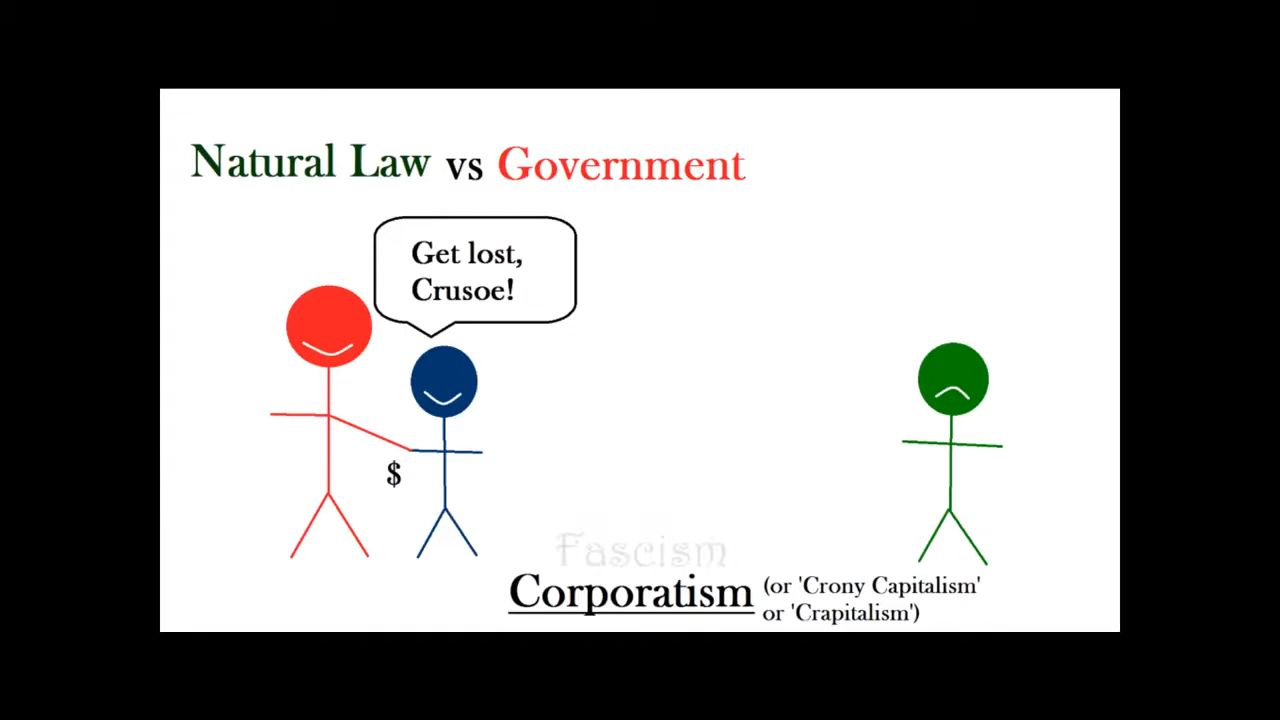 Natural Law vs Government
Get lost,
Crusoe!
$
Fascism
Corporatism
(or 'Crony Capitalism'
or 'Crapitalism')